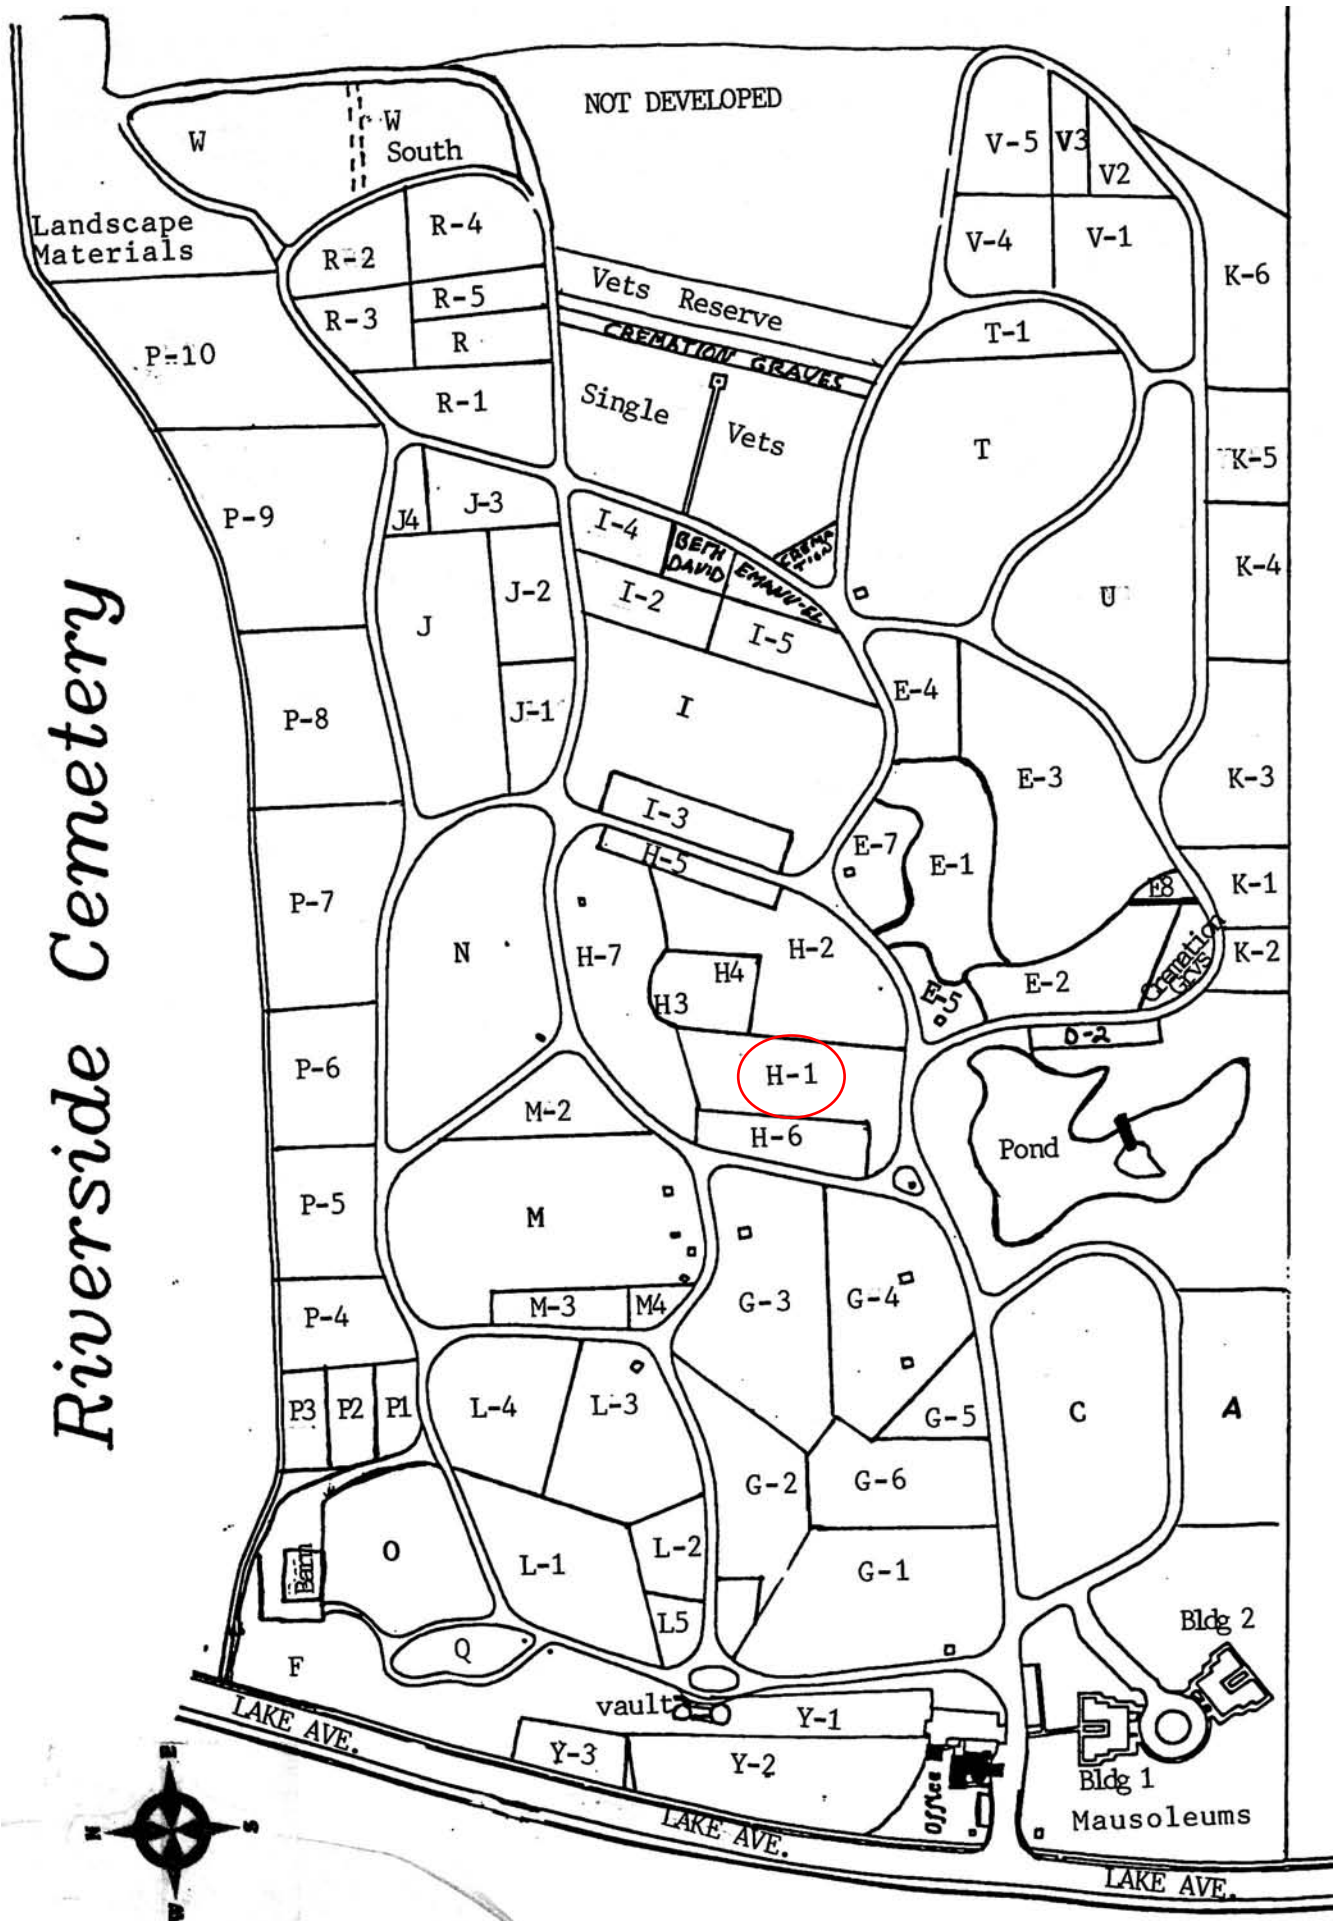 NOT DEVELOPED
W
W
South
V-5
V3
V2
Landscape
Materials
R-4
R-2
V-4
V-1
K-6
R-5
R-3
R
Vets Reserve
T-1
P-10
CREMATION GRAVES
R-1
Single
Vets
T
K-5
P-9
J4
J-3
I-4
BETH
DAVID
EMANU-EL
CREMA
TION
K-4
J
J-2
I-2
I-5
U
P-8
J-1
I
E-4
E-3
K-3
I-3
H-5
E-7
E-1
E8
K-1
P-7
N
H-7
H-2
H4
H3
E-5
E-2
Cremation
Grvs
K-2
D-2
P-6
H-1
M-2
H-6
Pond
P-5
M
G-3
G-4
P-4
M-3
M4
P3
P2
P1
L-4
L-3
G-5
C
A
G-2
G-6
O
Barn
L-1
L-2
G-1
L5
Q
F
Bldg 2
vault
Y-1
Y-3
Y-2
Office
Bldg 1
Mausoleums
LAKE AVE.
LAKE AVE.
LAKE AVE.
Riverside Cemetery
E
N
S
W